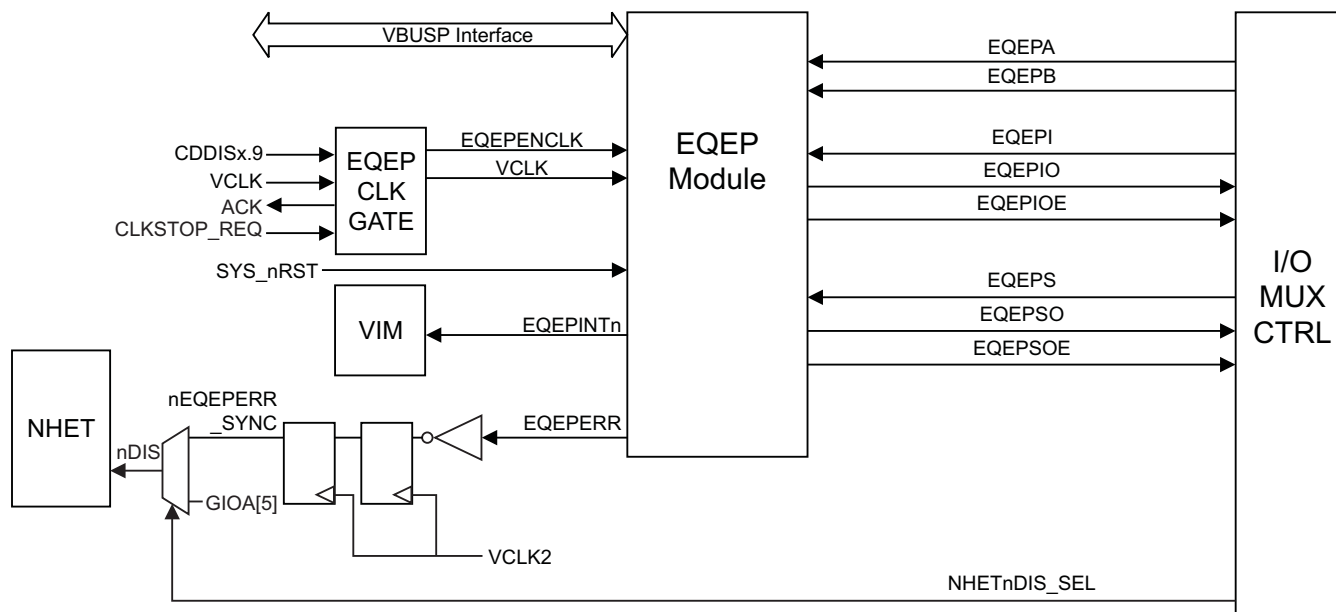 VBUSP Interface
EQEPA
EQEPB
CDDISx.9
VCLK
ACK
CLKSTOP_REQ
EQEP
CLK
GATE
EQEPENCLK
VCLK
EQEP
Module
EQEPI
EQEPIO
EQEPIOE
SYS_nRST
EQEPS
EQEPSO
EQEPSOE
I/O
MUX
CTRL
VIM
EQEPINTn
NHET
nDIS
nEQEPERR
_SYNC
EQEPERR
GIOA[5]
VCLK2
NHETnDIS_SEL